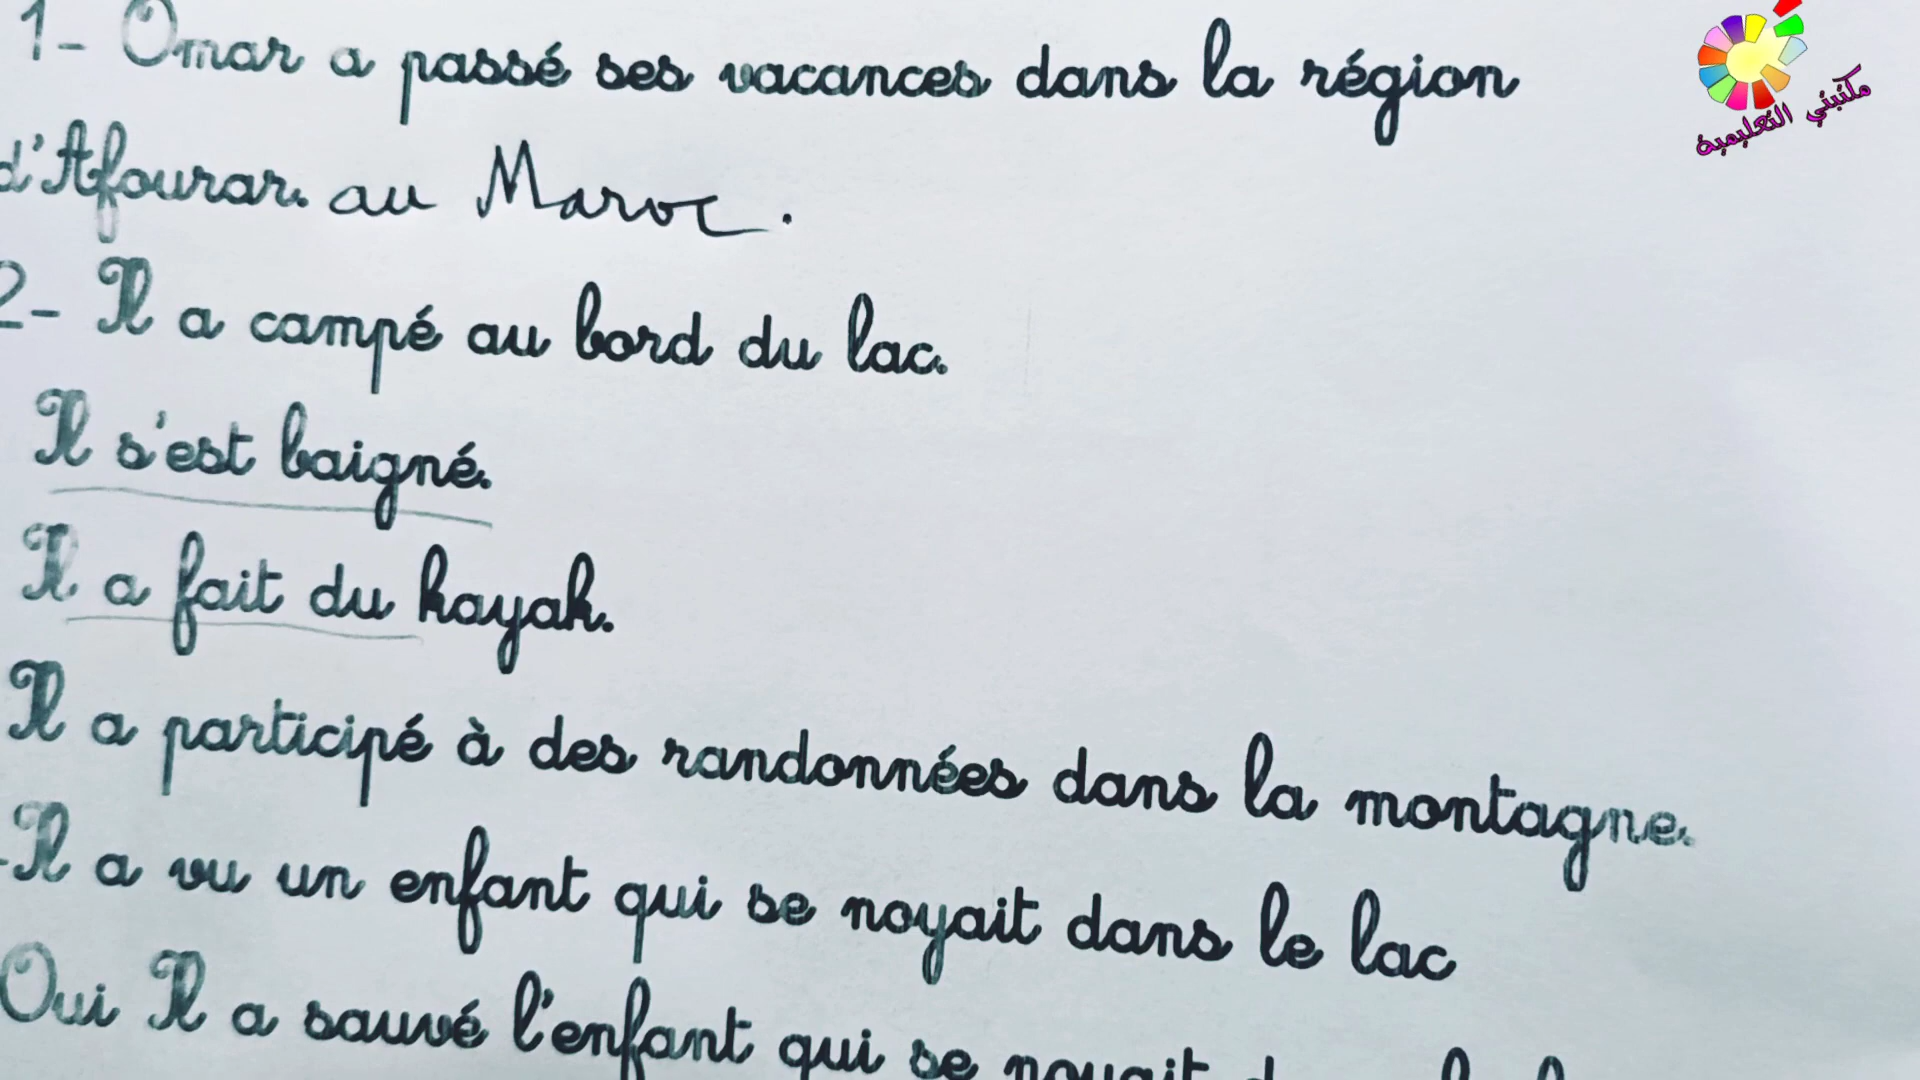 1- Omar a passé ses vacances dans la région
d'Afourar. au Maroc.
2- Il a campé au bord du lac.
Il s'est baigné.
Il a fait du kayak.
Il a participé à des randonnées dans la montagne.
-Il a vu un enfant qui se noyait dans le lac
Oui Il a sauvé l'enfant qui se noyait
مكتبتي التعليمية